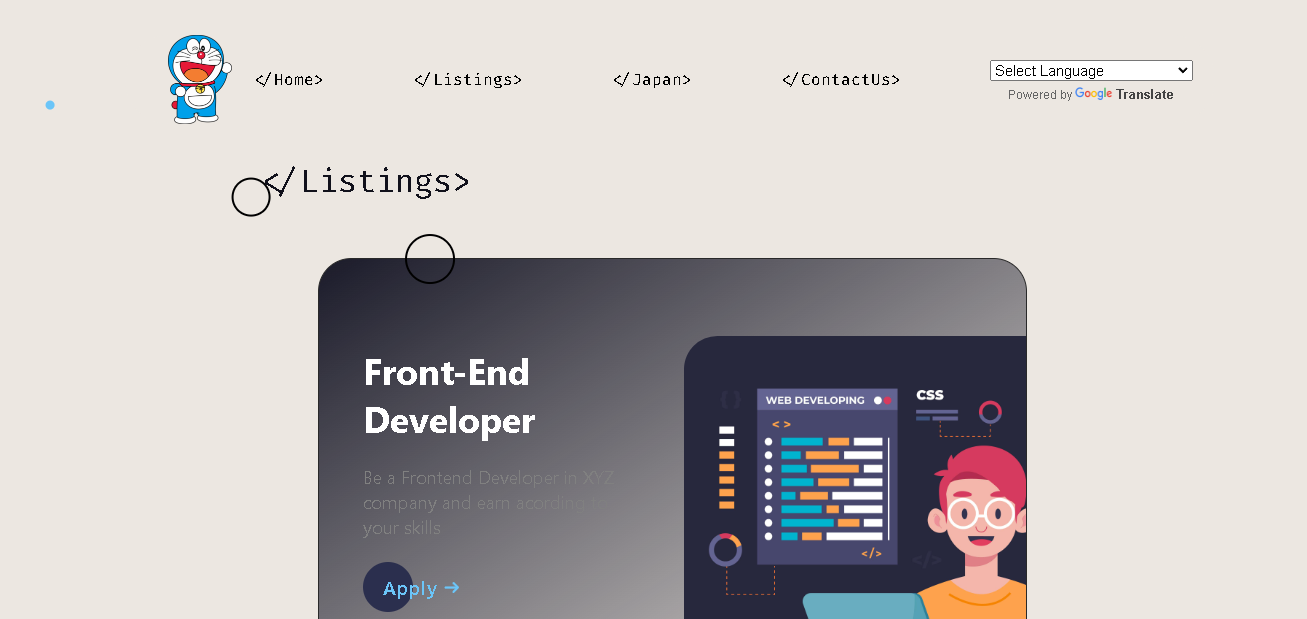 </Home>
</Listings>
</Japan>
</ContactUs>
Select Language
Powered by Google Translate
</Listings>
Front-End
Developer
Be a Frontend Developer in XYZ
company and earn acording to
your skills
Apply →
WEB DEVELOPING
CSS
< >
</>
</>